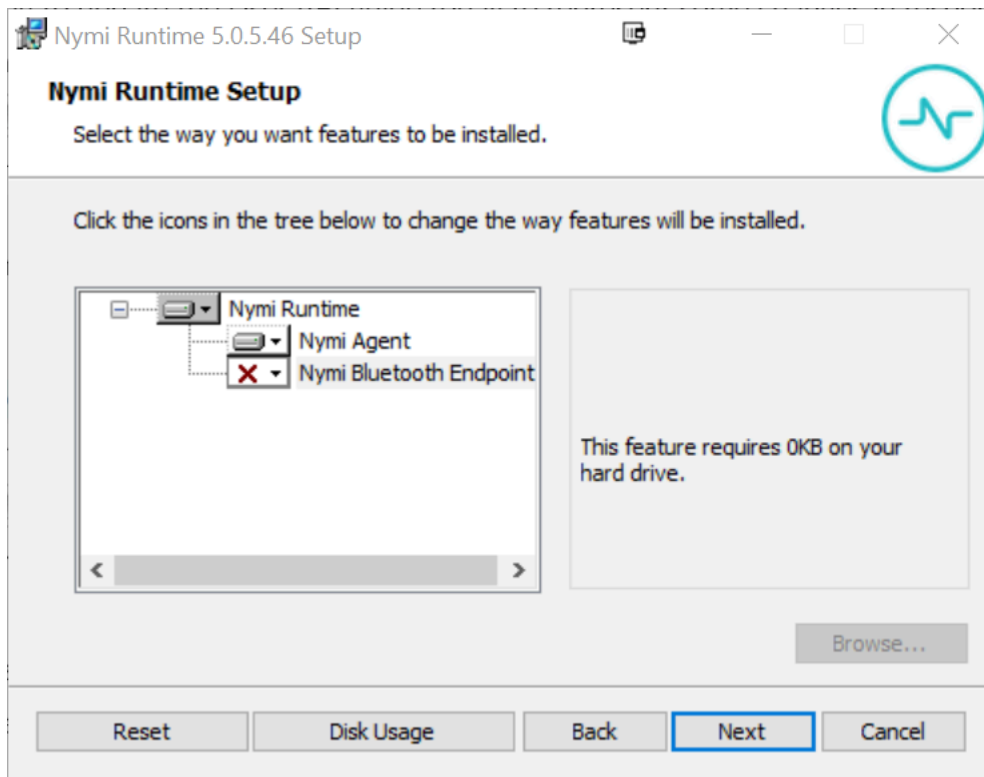 Nymi Runtime 5.0.5.46 Setup
Nymi Runtime Setup
Select the way you want features to be installed.
Click the icons in the tree below to change the way features will be installed.
Nymi Runtime
Nymi Agent
Nymi Bluetooth Endpoint
This feature requires 0KB on your
hard drive.
Browse...
Reset
Disk Usage
Back
Next
Cancel